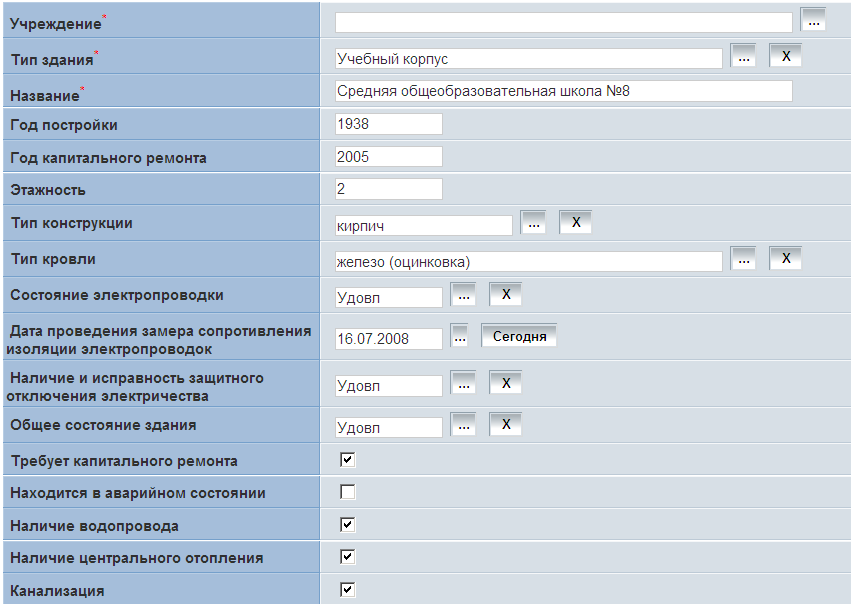 Учреждение*
...
Тип здания* Учебный корпус ... X
Название* Средняя общеобразовательная школа №8
Год постройки 1938
Год капитального ремонта 2005
Этажность 2
Тип конструкции кирпич ... X
Тип кровли железо (оцинковка) ... X
Состояние электропроводки Удовл ... X
Дата проведения замера сопротивления
изоляции электропроводок 16.07.2008 ... Сегодня
Наличие и исправность защитного
отключения электричества Удовл ... X
Общее состояние здания Удовл ... X
Требует капитального ремонта
Находится в аварийном состоянии
Наличие водопровода
Наличие центрального отопления
Канализация